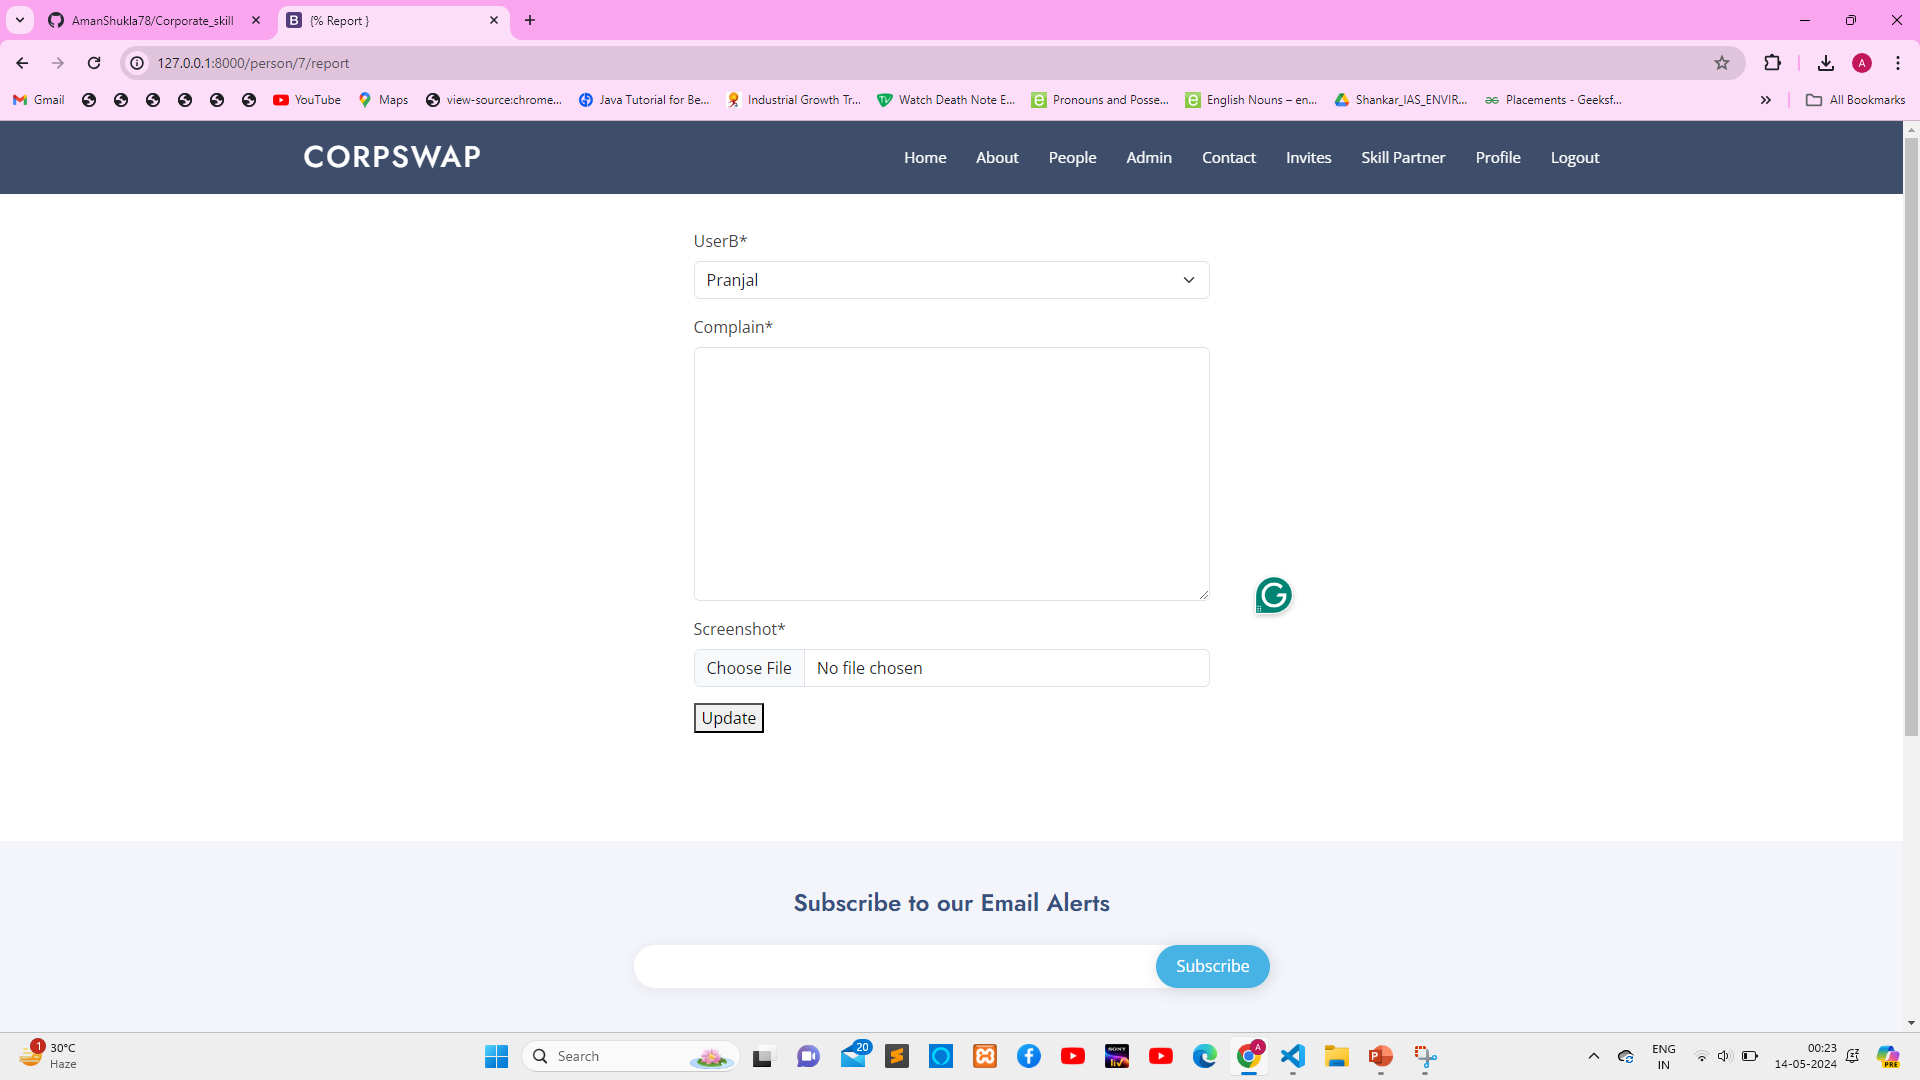 AmanShukla78/Corporate_skill
{% Report }
127.0.0.1:8000/person/7/report
A
Gmail
YouTube
Maps
view-source:chrome...
Java Tutorial for Be...
Industrial Growth Tr...
Watch Death Note E...
Pronouns and Posse...
English Nouns – en...
Shankar_IAS_ENVIR...
Placements - Geeksf...
All Bookmarks
CORPSWAP
Home
About
People
Admin
Contact
Invites
Skill Partner
Profile
Logout
UserB*
Pranjal
Complain*
Screenshot*
Choose File
No file chosen
Update
Subscribe to our Email Alerts
Subscribe
1
30°C
Haze
Search
20
SONY
liv
A
ENG
IN
00:23
14-05-2024
PRE